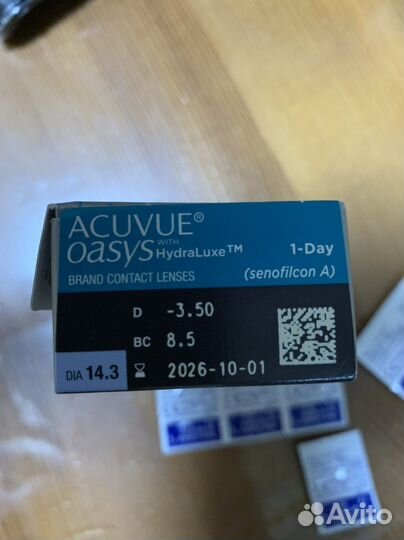 ACUVUE®
OASYS WITH HydraLuxe™ 1-Day
BRAND CONTACT LENSES (senofilcon A)
D -3.50
BC 8.5
DIA 14.3 2026-10-01
Avito